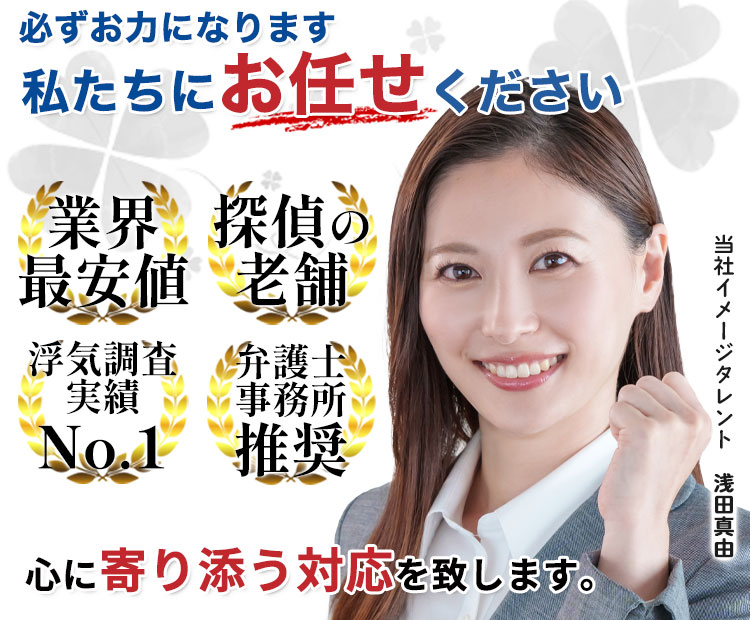 必ずお力になります
私たちにお任せください
業界
最安値
探偵の
老舗
浮気調査
実績
No.1
弁護士
事務所
推奨
当社イメージタレント 浅田真由
心に寄り添う対応を致します。